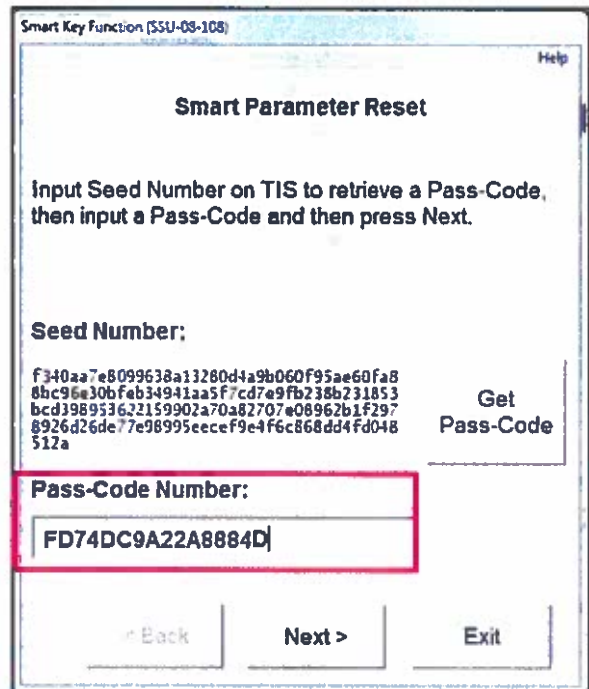 Smart Key Function (SSU-08-108)
Help
Smart Parameter Reset
Input Seed Number on TIS to retrieve a Pass-Code,
then input a Pass-Code and then press Next.
Seed Number:
f340aa7e8099638a13280d4a9b060f95ae60fa8
8bc96e30bfeb34941aa5f7cd7e9fb238b231853
bcd398953622159902a70a82707e08962b1f297
8926d26de77e98995eecef9e4f6c868dd4fd048
512a
Get
Pass-Code
Pass-Code Number:
FD74DC9A22A8884D
< Back
Next >
Exit